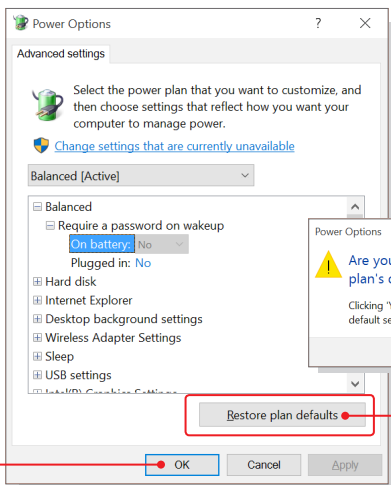 Power Options
Advanced settings
Select the power plan that you want to customize, and
then choose settings that reflect how you want your
computer to manage power.
Change settings that are currently unavailable
Balanced [Active]
Balanced
Require a password on wakeup
On battery: No
Plugged in: No
Hard disk
Internet Explorer
Desktop background settings
Wireless Adapter Settings
Sleep
USB settings
Intel(R) Graphics Settings
Power Options
Are you
plan's
Clicking
default se
Restore plan defaults
OK Cancel Apply